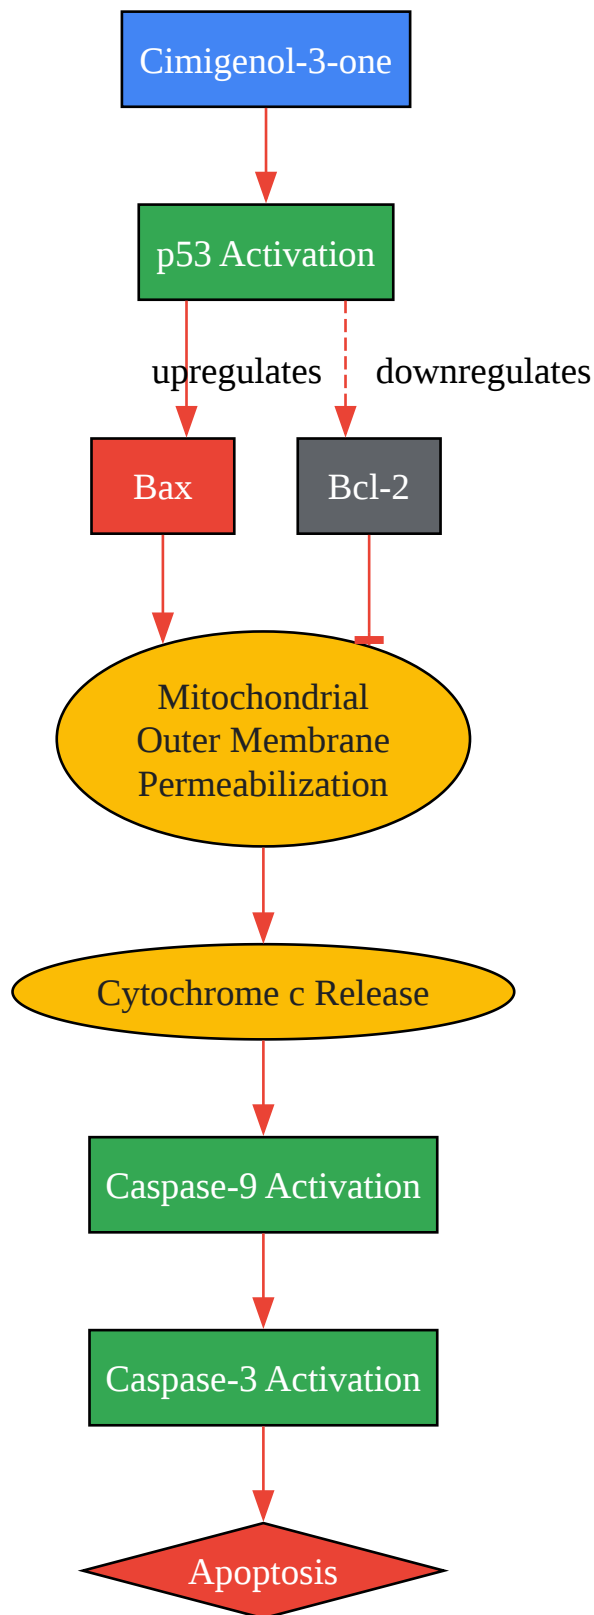 Cimigenol-3-one
p53 Activation
upregulates
downregulates
Bax
Bcl-2
Mitochondrial
Outer Membrane
Permeabilization
Cytochrome c Release
Caspase-9 Activation
Caspase-3 Activation
Apoptosis